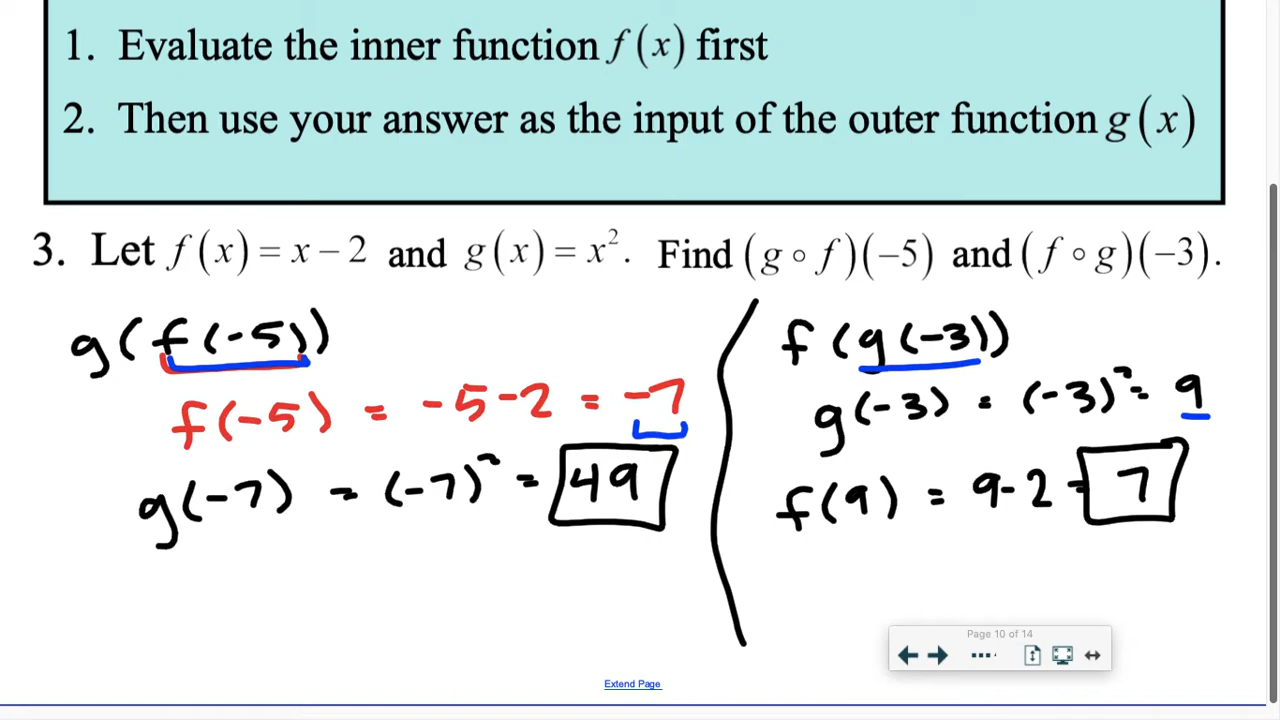 1. Evaluate the inner function f(x) first
2. Then use your answer as the input of the outer function g(x)
3. Let f(x) = x − 2 and g(x) = x². Find (g ∘ f)(−5) and (f ∘ g)(−3).
g(f(-5))
f(-5) = -5-2 = -7
g(-7) = (-7)² = 49
f(g(-3))
g(-3) = (-3)² = 9
f(9) = 9-2 = 7
Page 10 of 14
Extend Page